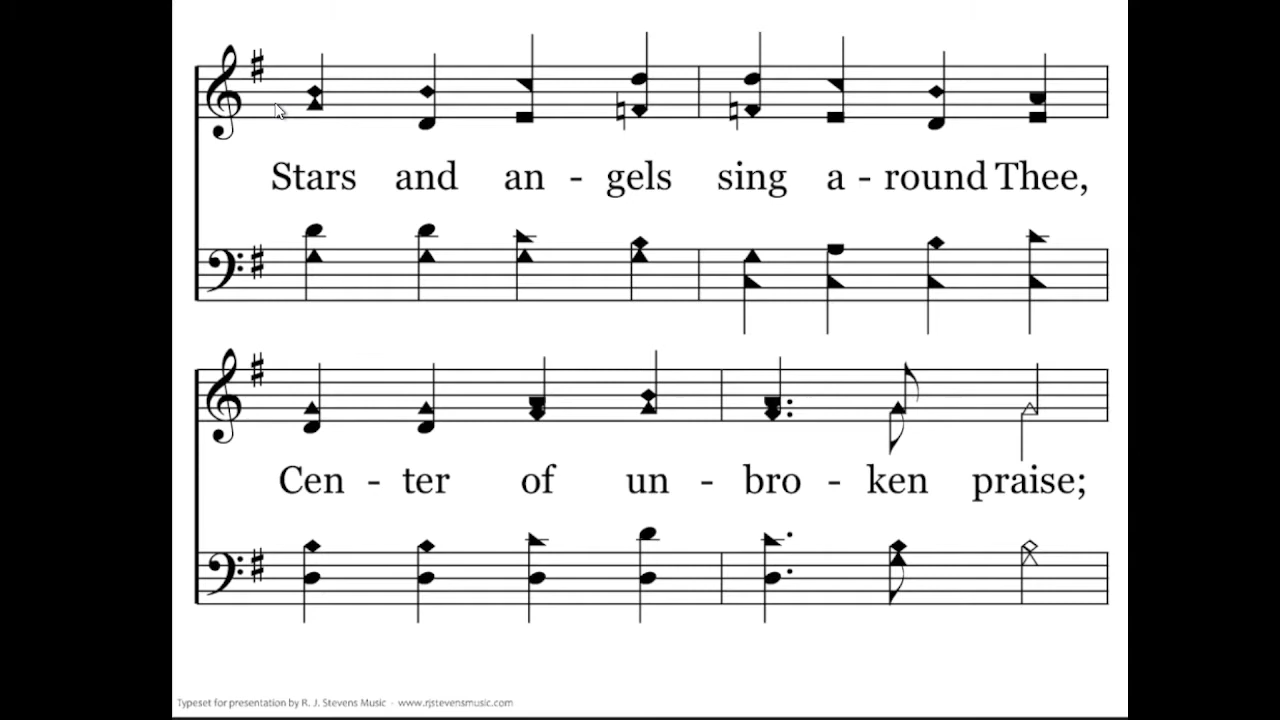 Stars and an - gels sing a - round Thee,
Cen - ter of un - bro - ken praise;
Typeset for presentation by R. J. Stevens Music - www.rjstevensmusic.com